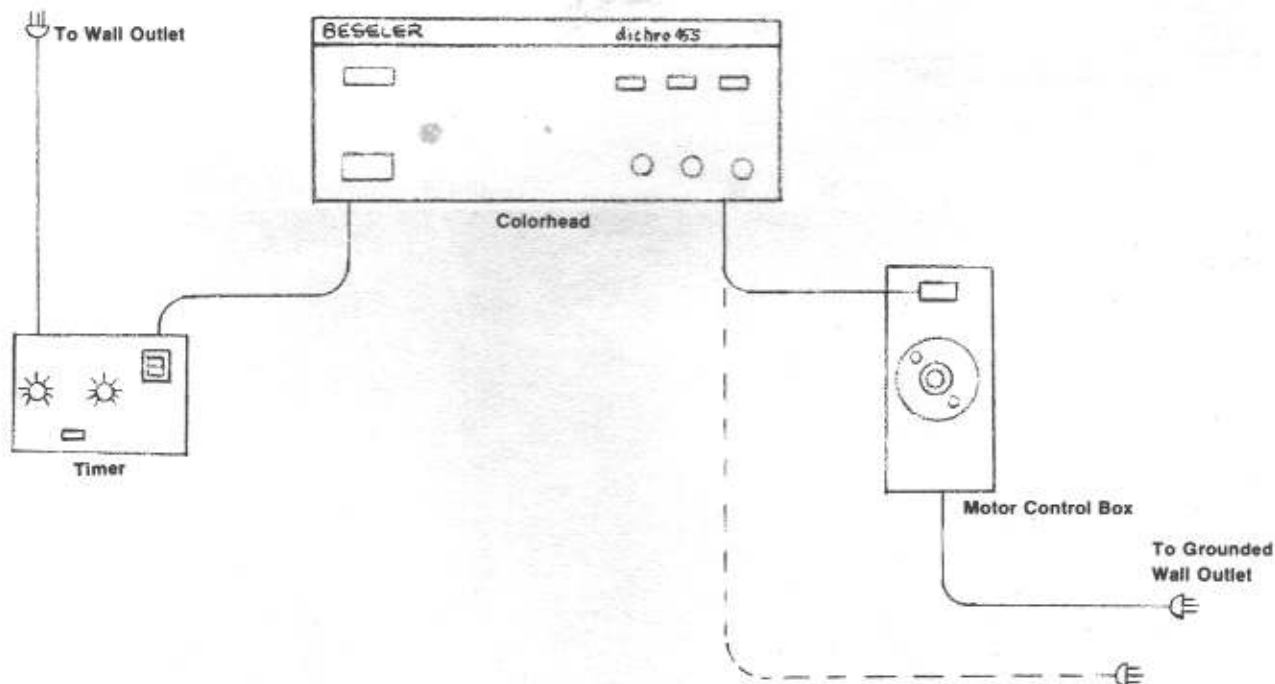 To Wall Outlet
BESELER dichro 45S
Colorhead
Timer
Motor Control Box
To Grounded
Wall Outlet